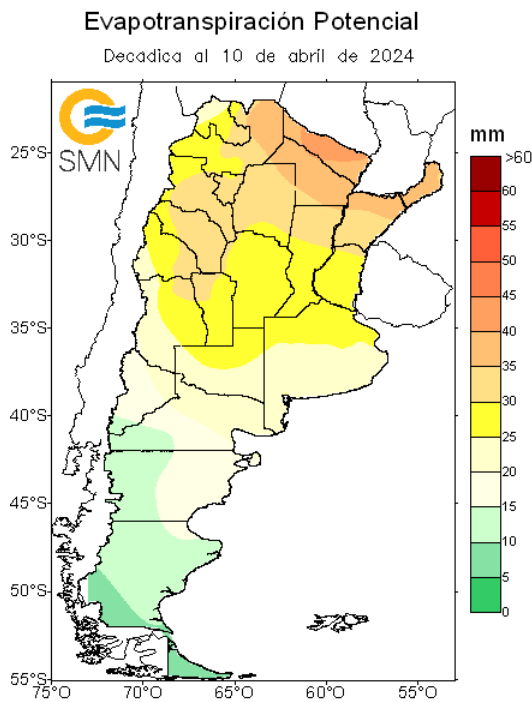 Evapotranspiración Potencial
Decadica al 10 de abril de 2024
SMN
mm
>60
60
55
50
45
40
35
30
25
20
15
10
5
0
25°S
30°S
35°S
40°S
45°S
50°S
55°S
75°O
70°O
65°O
60°O
55°O